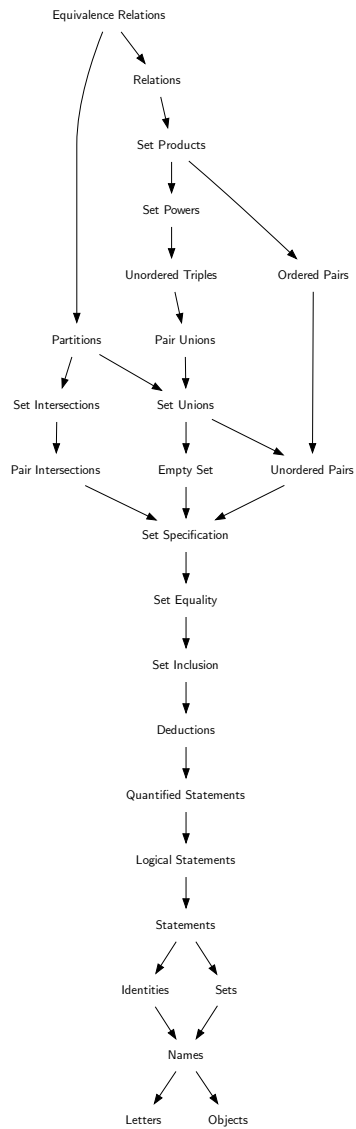 Equivalence Relations
Relations
Set Products
Set Powers
Unordered Triples
Ordered Pairs
Partitions
Pair Unions
Set Intersections
Set Unions
Pair Intersections
Empty Set
Unordered Pairs
Set Specification
Set Equality
Set Inclusion
Deductions
Quantified Statements
Logical Statements
Statements
Identities
Sets
Names
Letters
Objects